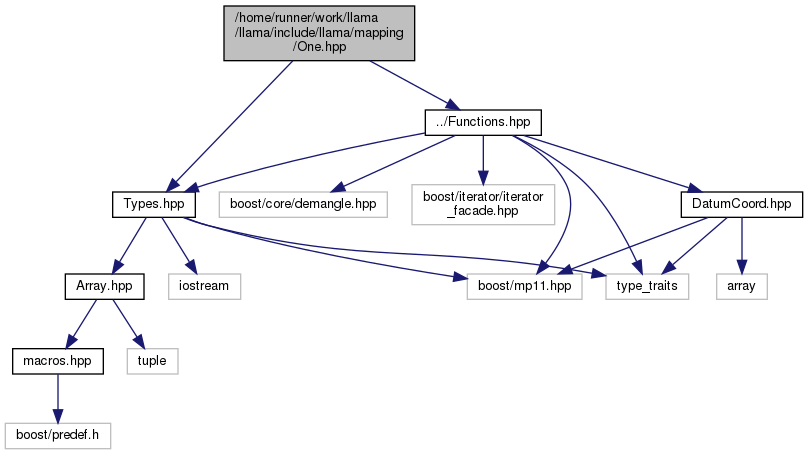 /home/runner/work/llama
/llama/include/llama/mapping
/One.hpp
../Functions.hpp
Types.hpp
boost/core/demangle.hpp
boost/iterator/iterator
_facade.hpp
DatumCoord.hpp
Array.hpp
iostream
boost/mp11.hpp
type_traits
array
macros.hpp
tuple
boost/predef.h